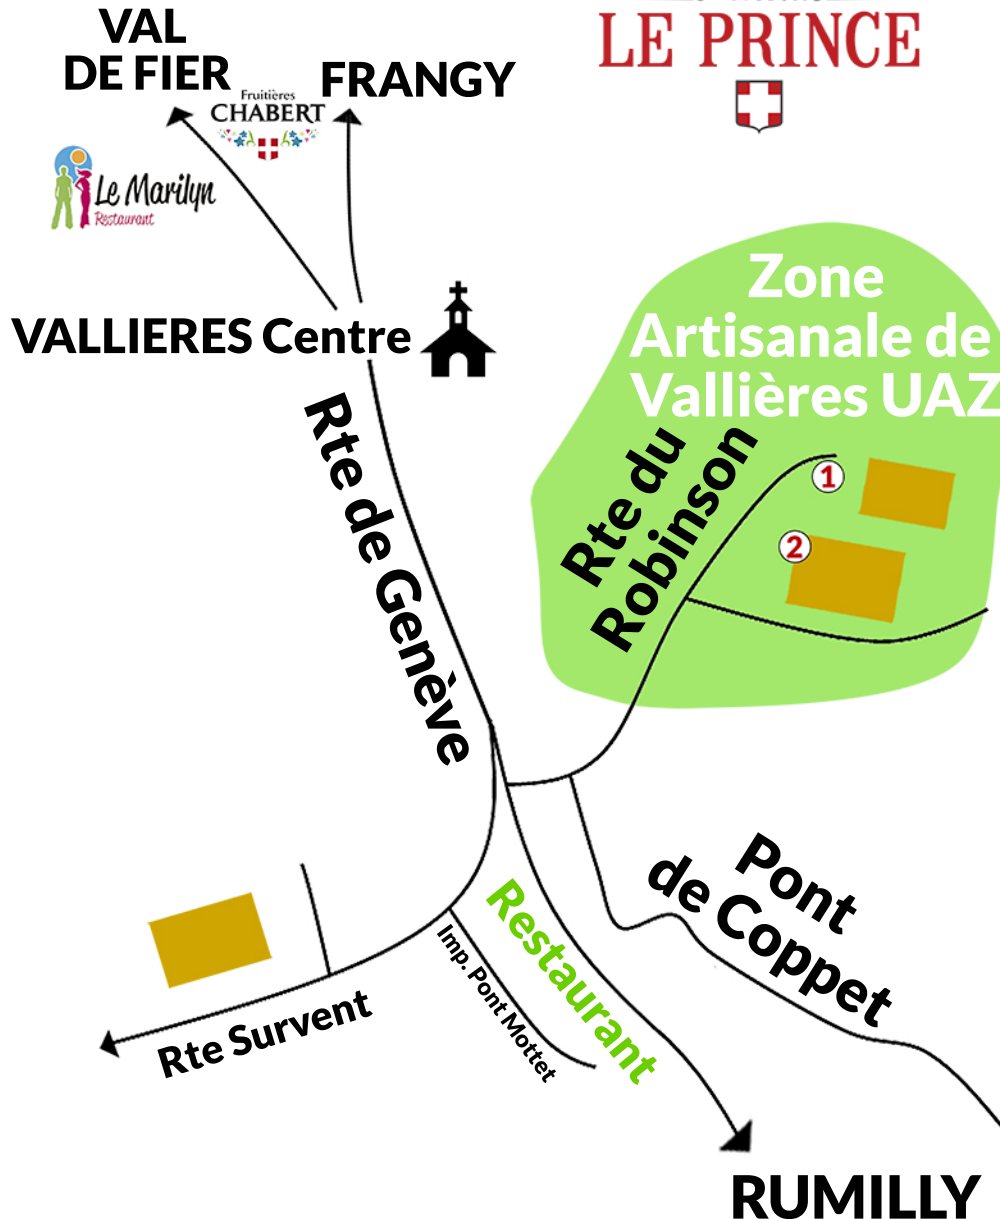 LE PRINCE
VAL
DE FIER
FRANGY
Fruitières
CHABERT
Le Marilyn
Restaurant
VALLIERES Centre
Zone
Artisanale de
Vallières UAZ
Rte de Genève
Rte du
Robinson
1
2
Pont
de Coppet
Restaurant
Imp. Pont Mottet
Rte Survent
RUMILLY